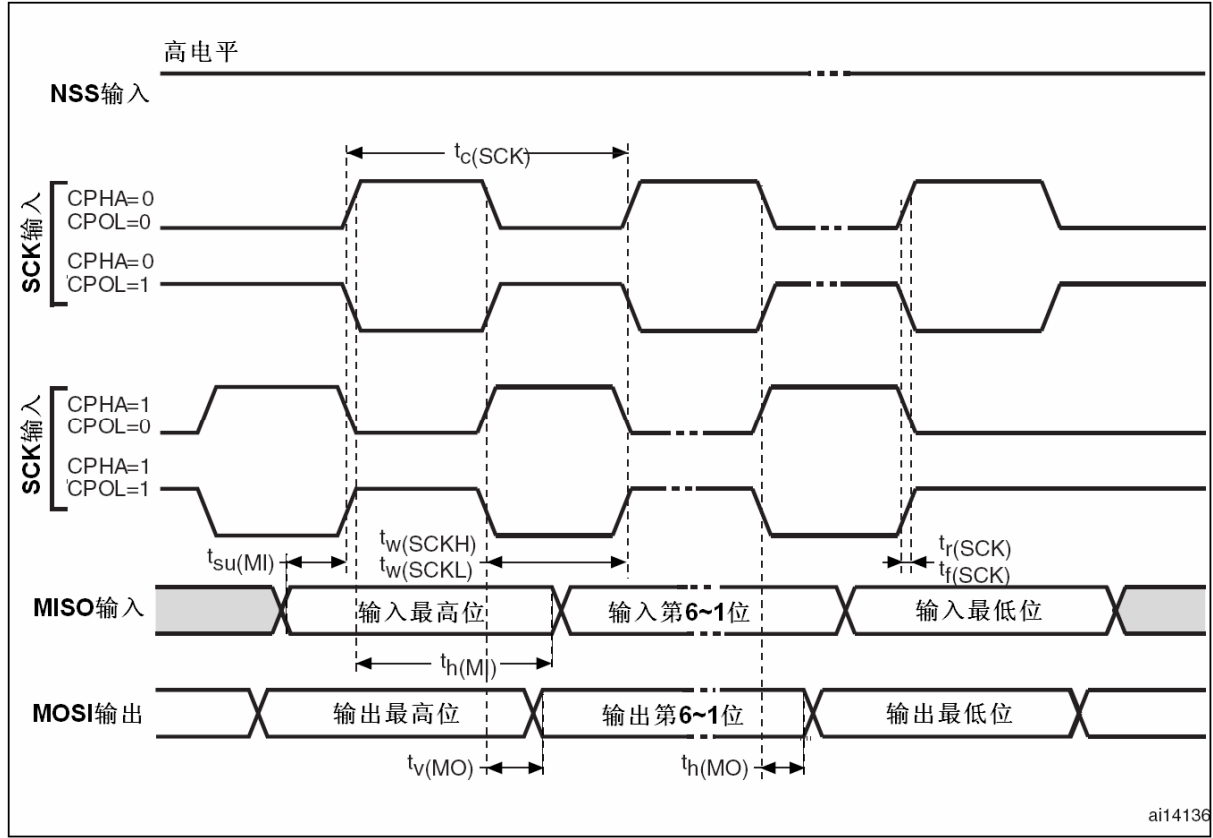 高电平
NSS输入
tc(SCK)
SCK输入
CPHA=0
CPOL=0
CPHA=0
CPOL=1
SCK输入
CPHA=1
CPOL=0
CPHA=1
CPOL=1
tsu(MI)
tw(SCKH)
tw(SCKL)
tr(SCK)
tf(SCK)
MISO输入
输入最高位
输入第6~1位
输入最低位
th(MI)
MOSI输出
输出最高位
输出第6~1位
输出最低位
tv(MO)
th(MO)
ai14136